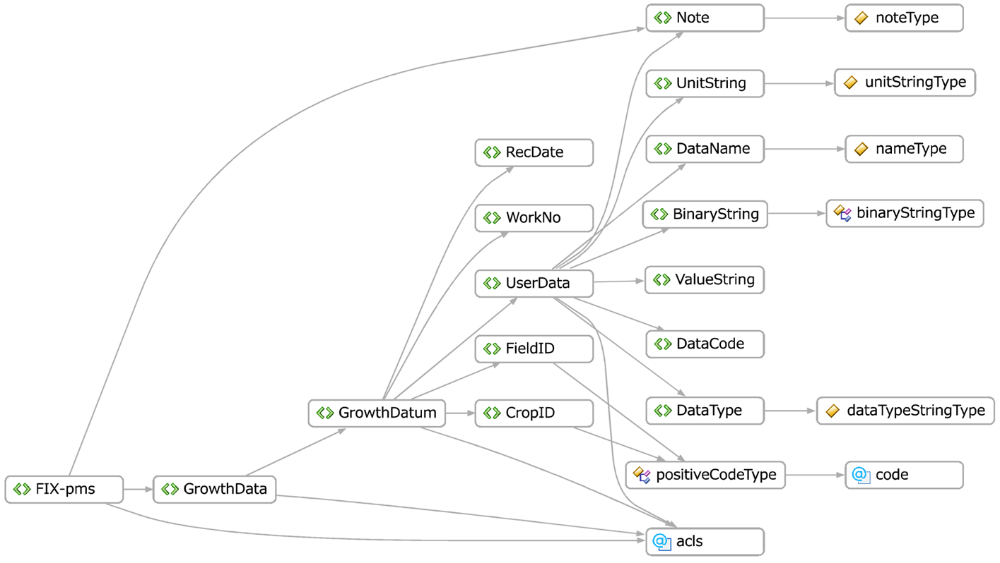 Note
noteType
UnitString
unitStringType
RecDate
DataName
nameType
WorkNo
BinaryString
binaryStringType
UserData
ValueString
FieldID
DataCode
GrowthDatum
CropID
DataType
dataTypeStringType
FIX-pms
GrowthData
positiveCodeType
@ code
@ acls